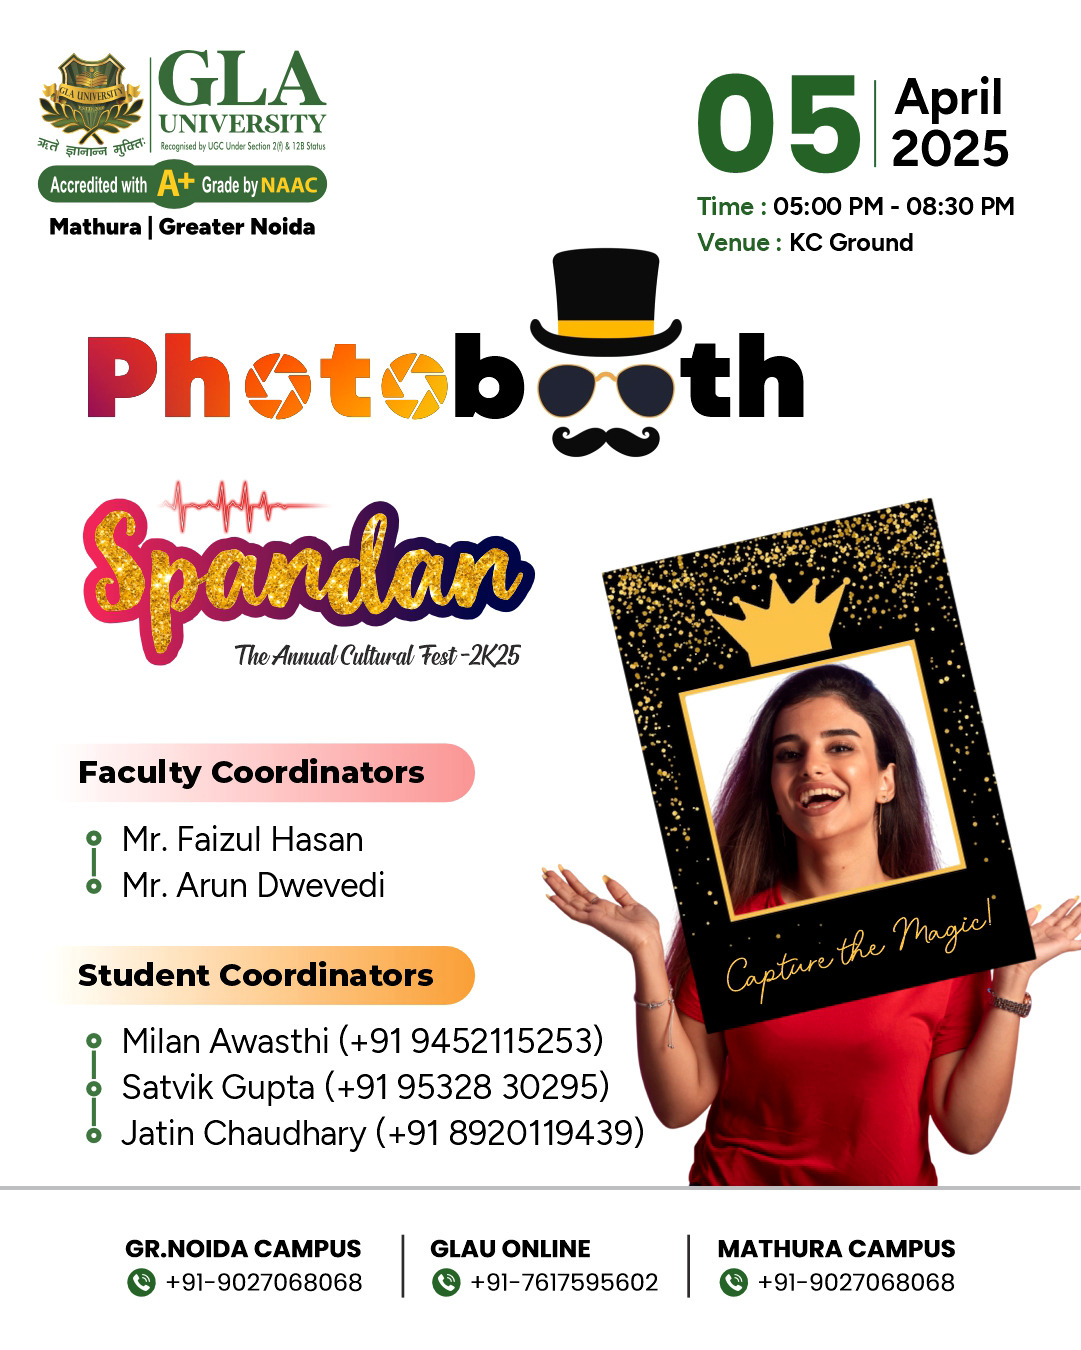 GLA UNIVERSITY
ऋते ज्ञानान्न मुक्तिः
GLA
UNIVERSITY
Recognised by UGC Under Section 2(f) & 12B Status
Accredited with A+ Grade by NAAC
Mathura | Greater Noida
05 April
2025
Time : 05:00 PM - 08:30 PM
Venue : KC Ground
Photobooth
Spandan
The Annual Cultural Fest -2K25
Capture the Magic!
Faculty Coordinators
Mr. Faizul Hasan
Mr. Arun Dwevedi
Student Coordinators
Milan Awasthi (+91 9452115253)
Satvik Gupta (+91 95328 30295)
Jatin Chaudhary (+91 8920119439)
GR.NOIDA CAMPUS
+91-9027068068
GLAU ONLINE
+91-7617595602
MATHURA CAMPUS
+91-9027068068